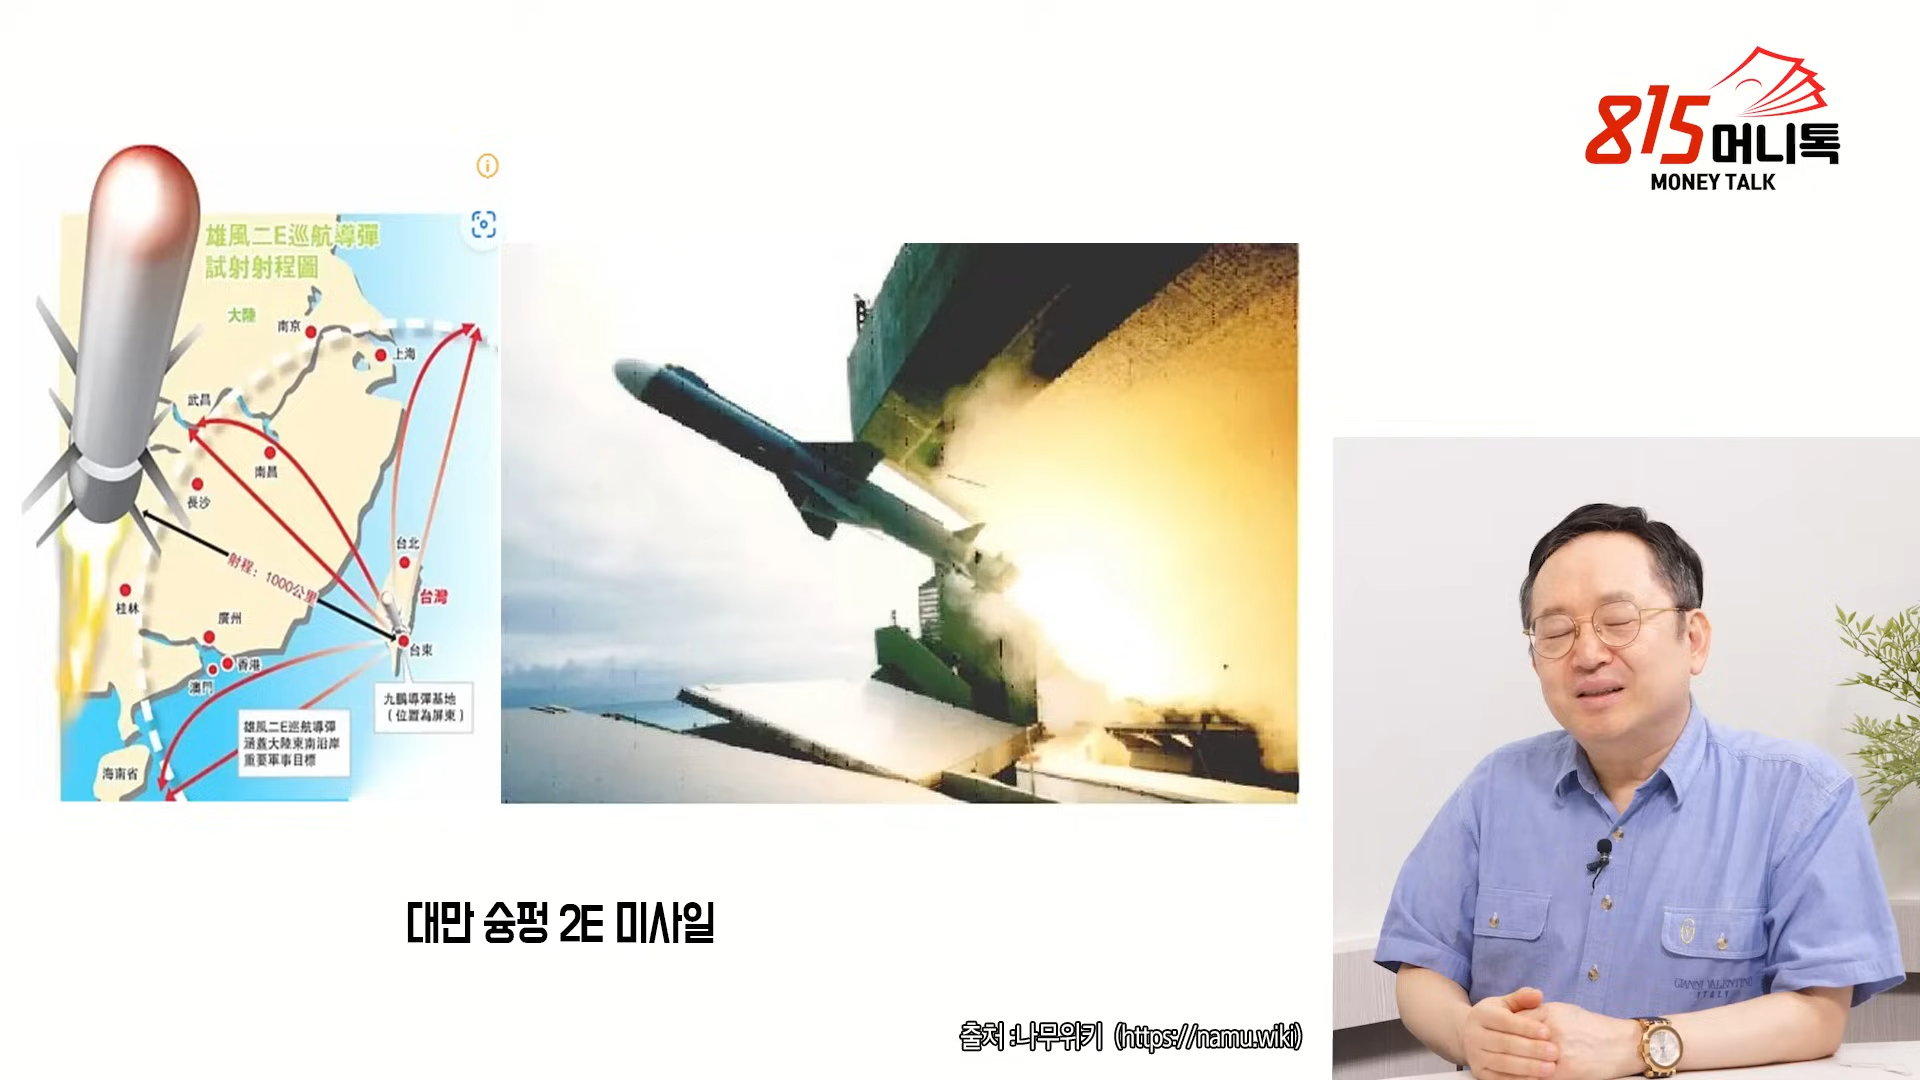 815머니톡
MONEY TALK
雄風二E巡航導彈
試射射程圖
大陸
南京
上海
武昌
南昌
長沙
射程：1000公里
台北
台灣
桂林
廣州
香港
澳門
台東
九鵬導彈基地
（位置為屏東）
雄風二E巡航導彈
涵蓋大陸東南沿岸
重要軍事目標
海南省
GIANNI VALENTINO
ITALY
대만 슝펑 2E 미사일
출처 :나무위키 (https://namu.wiki)